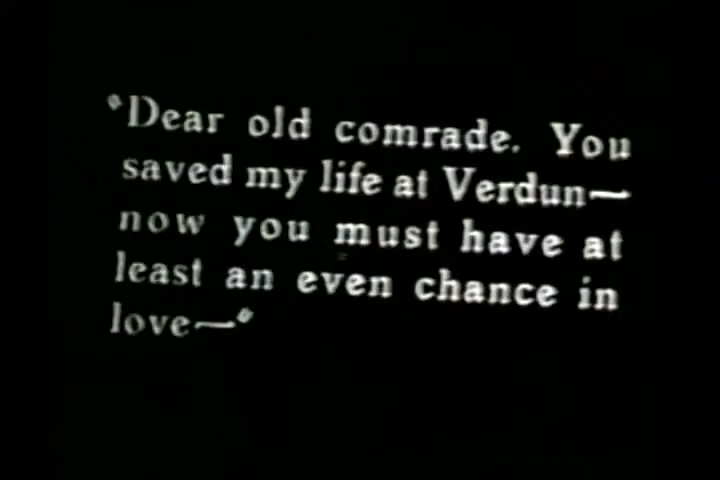 "Dear old comrade. You
saved my life at Verdun—
now you must have at
least an even chance in
love—"